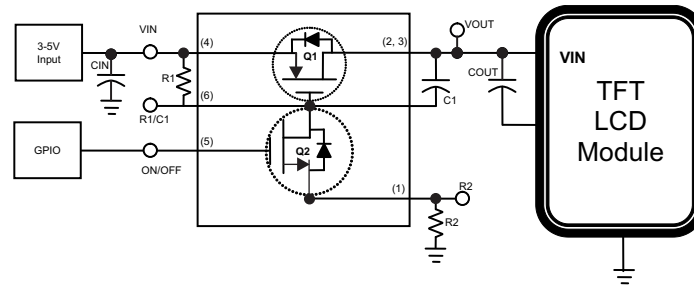 3-5V
Input
CIN
VIN
(4)
Q1
(2, 3)
VOUT
COUT
VIN
TFT
LCD
Module
R1
(6)
C1
R1/C1
GPIO
(5)
ON/OFF
Q2
(1)
R2
R2